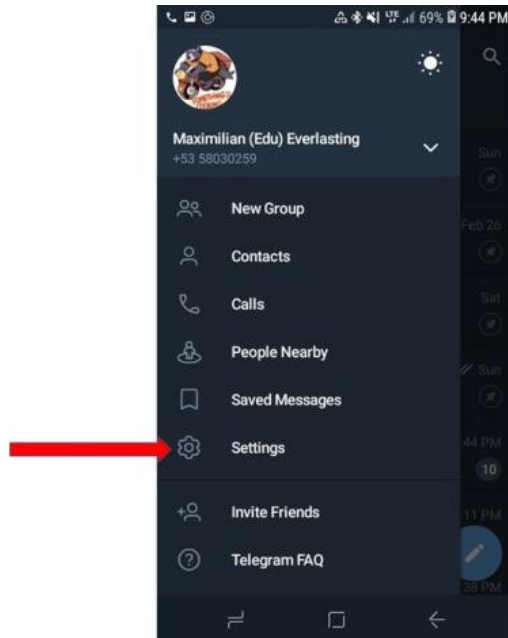 69% 9:44 PM
Maximilian (Edu) Everlasting
+53 58030259
Sun
New Group
Feb 26
Contacts
Sat
Calls
People Nearby
Sun
Saved Messages
44 PM
Settings
10
Invite Friends
11 PM
Telegram FAQ
38 PM